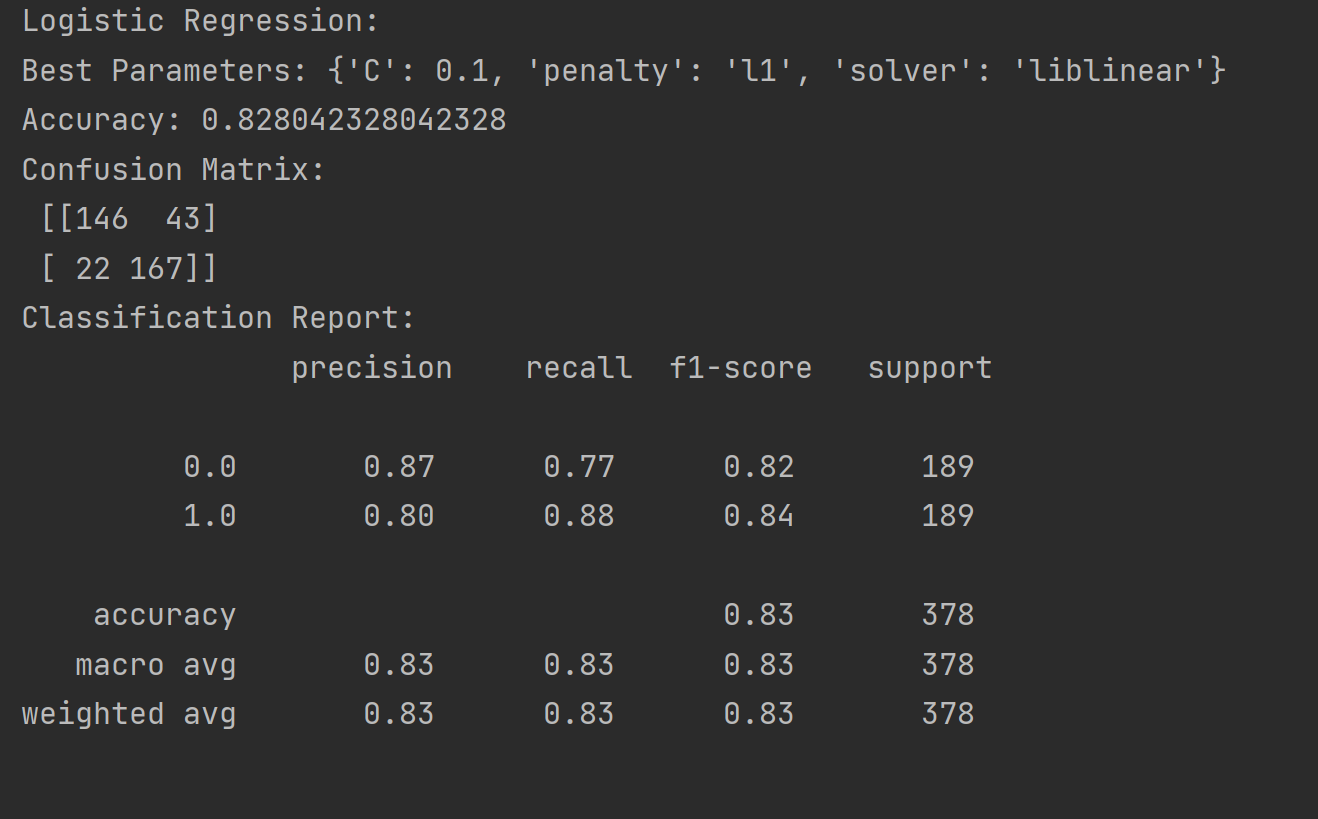 Logistic Regression:
Best Parameters: {'C': 0.1, 'penalty': 'l1', 'solver': 'liblinear'}
Accuracy: 0.828042328042328
Confusion Matrix:
 [[146  43]
 [ 22 167]]
Classification Report:
               precision    recall  f1-score   support

         0.0       0.87      0.77      0.82       189
         1.0       0.80      0.88      0.84       189

    accuracy                           0.83       378
   macro avg       0.83      0.83      0.83       378
weighted avg       0.83      0.83      0.83       378